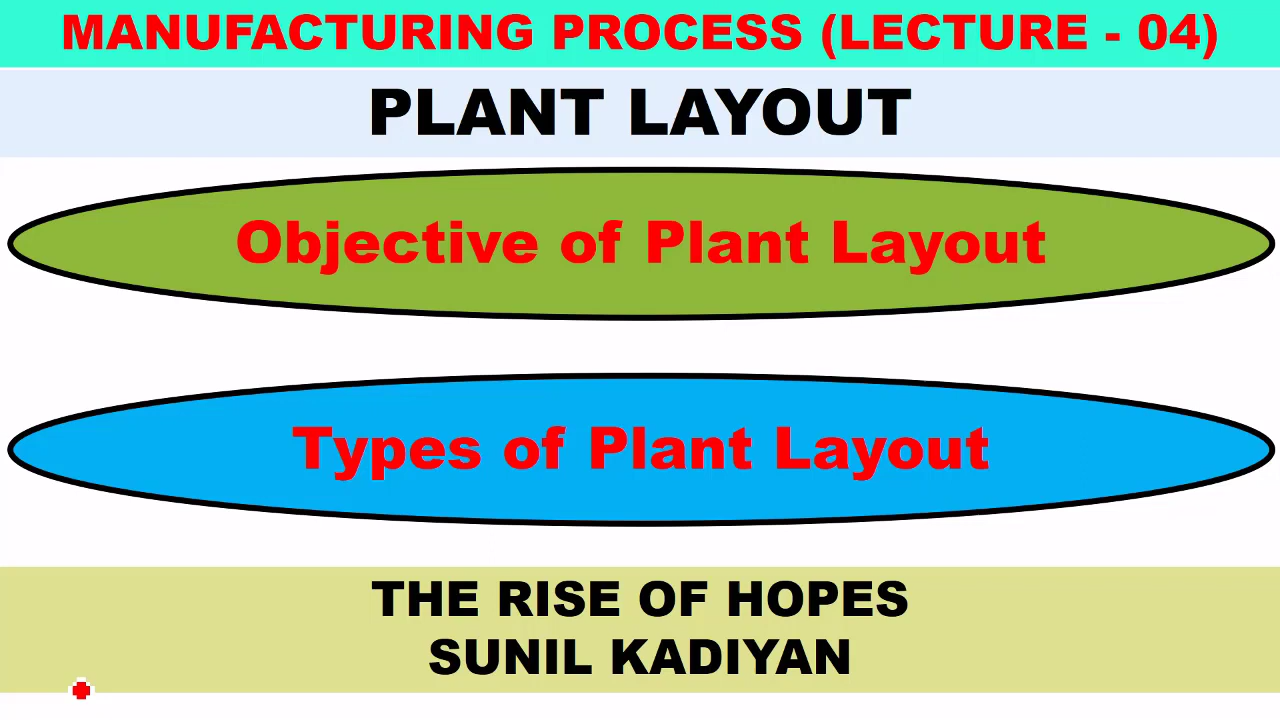 MANUFACTURING PROCESS (LECTURE - 04)
PLANT LAYOUT
Objective of Plant Layout
Types of Plant Layout
THE RISE OF HOPES
SUNIL KADIYAN